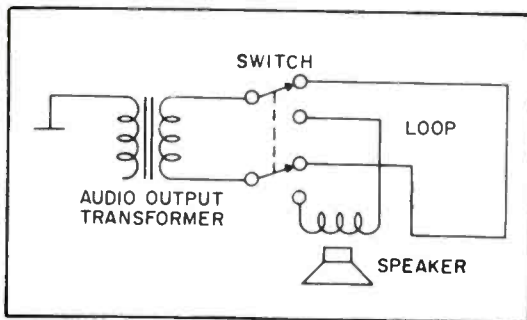 SWITCH
LOOP
AUDIO OUTPUT
TRANSFORMER
SPEAKER